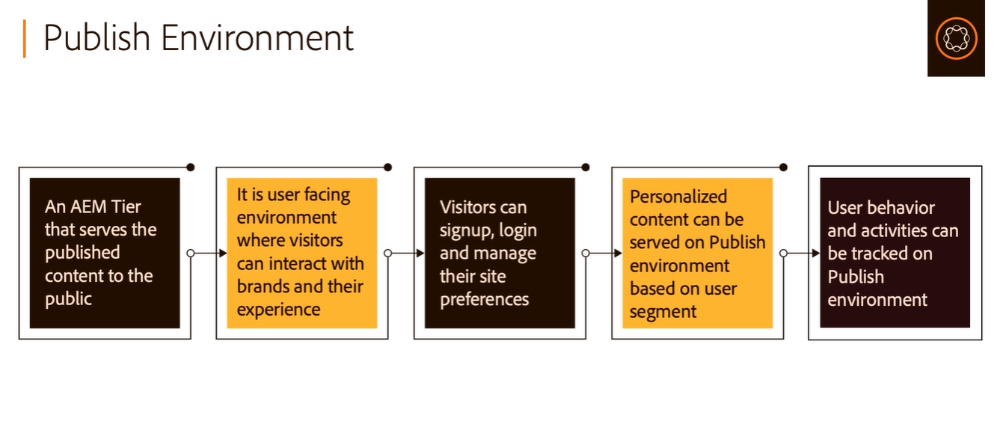 Publish Environment
An AEM Tier
that serves the
published
content to the
public
It is user facing
environment
where visitors
can interact with
brands and their
experience
Visitors can
signup, login
and manage
their site
preferences
Personalized
content can be
served on Publish
environment
based on user
segment
User behavior
and activities can
be tracked on
Publish
environment